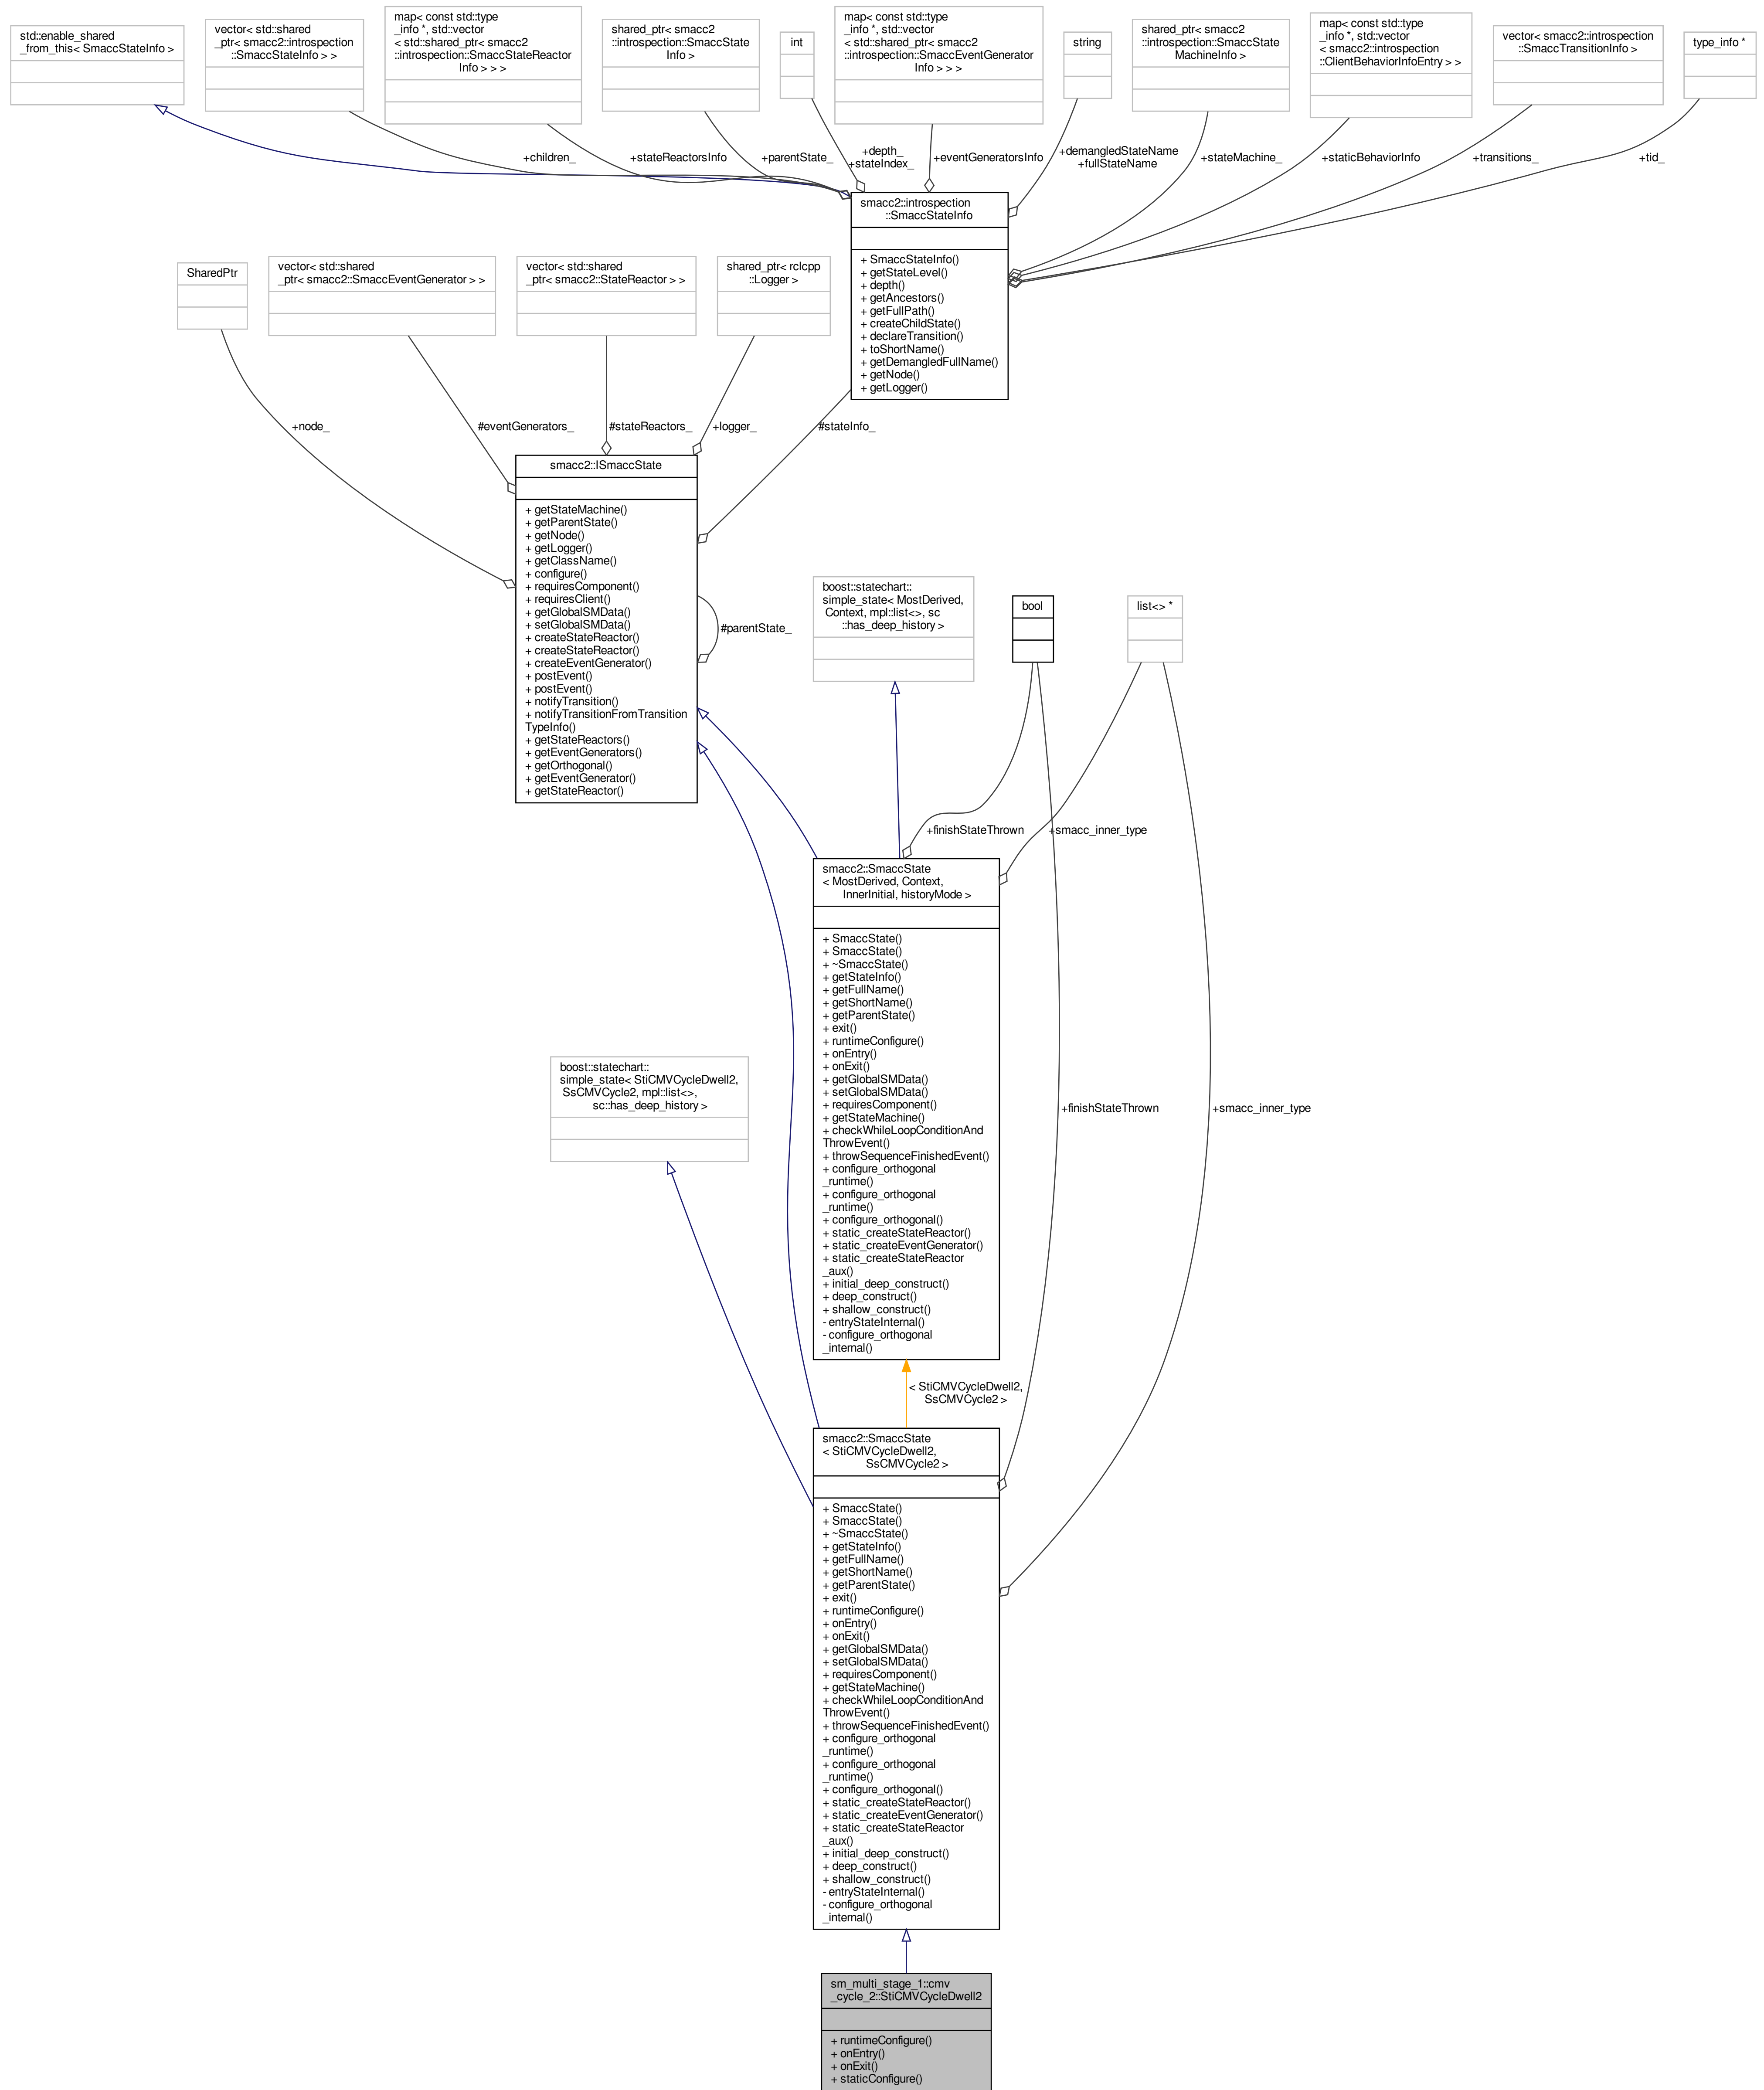 std::enable_shared
_from_this< SmaccStateInfo >
vector< std::shared
_ptr< smacc2::introspection
::SmaccStateInfo > >
map< const std::type
_info *, std::vector
< std::shared_ptr< smacc2
::introspection::SmaccStateReactor
Info > > >
shared_ptr< smacc2
::introspection::SmaccState
Info >
int
map< const std::type
_info *, std::vector
< std::shared_ptr< smacc2
::introspection::SmaccEventGenerator
Info > > >
string
shared_ptr< smacc2
::introspection::SmaccState
MachineInfo >
map< const std::type
_info *, std::vector
< smacc2::introspection
::ClientBehaviorInfoEntry > >
vector< smacc2::introspection
::SmaccTransitionInfo >
type_info *
+children_
+stateReactorsInfo
+parentState_
+depth_
+stateIndex_
+eventGeneratorsInfo
+demangledStateName
+fullStateName
+stateMachine_
+staticBehaviorInfo
+transitions_
+tid_
smacc2::introspection
::SmaccStateInfo
+ SmaccStateInfo()
+ getStateLevel()
+ depth()
+ getAncestors()
+ getFullPath()
+ createChildState()
+ declareTransition()
+ toShortName()
+ getDemangledFullName()
+ getNode()
+ getLogger()
SharedPtr
vector< std::shared
_ptr< smacc2::SmaccEventGenerator > >
vector< std::shared
_ptr< smacc2::StateReactor > >
shared_ptr< rclcpp
::Logger >
+node_
#eventGenerators_
#stateReactors_
+logger_
#stateInfo_
smacc2::ISmaccState
+ getStateMachine()
+ getParentState()
+ getNode()
+ getLogger()
+ getClassName()
+ configure()
+ requiresComponent()
+ requiresClient()
+ getGlobalSMData()
+ setGlobalSMData()
+ createStateReactor()
+ createStateReactor()
+ createEventGenerator()
+ postEvent()
+ postEvent()
+ notifyTransition()
+ notifyTransitionFromTransition
TypeInfo()
+ getStateReactors()
+ getEventGenerators()
+ getOrthogonal()
+ getEventGenerator()
+ getStateReactor()
#parentState_
boost::statechart::
simple_state< MostDerived,
Context, mpl::list<>, sc
::has_deep_history >
bool
list<> *
+finishStateThrown
+smacc_inner_type
smacc2::SmaccState
< MostDerived, Context,
InnerInitial, historyMode >
+ SmaccState()
+ SmaccState()
+ ~SmaccState()
+ getStateInfo()
+ getFullName()
+ getShortName()
+ getParentState()
+ exit()
+ runtimeConfigure()
+ onEntry()
+ onExit()
+ getGlobalSMData()
+ setGlobalSMData()
+ requiresComponent()
+ getStateMachine()
+ checkWhileLoopConditionAnd
ThrowEvent()
+ throwSequenceFinishedEvent()
+ configure_orthogonal
_runtime()
+ configure_orthogonal
_runtime()
+ configure_orthogonal()
+ static_createStateReactor()
+ static_createEventGenerator()
+ static_createStateReactor
_aux()
+ initial_deep_construct()
+ deep_construct()
+ shallow_construct()
- entryStateInternal()
- configure_orthogonal
_internal()
boost::statechart::
simple_state< StiCMVCycleDwell2,
SsCMVCycle2, mpl::list<>,
sc::has_deep_history >
+finishStateThrown
+smacc_inner_type
< StiCMVCycleDwell2,
SsCMVCycle2 >
smacc2::SmaccState
< StiCMVCycleDwell2,
SsCMVCycle2 >
+ SmaccState()
+ SmaccState()
+ ~SmaccState()
+ getStateInfo()
+ getFullName()
+ getShortName()
+ getParentState()
+ exit()
+ runtimeConfigure()
+ onEntry()
+ onExit()
+ getGlobalSMData()
+ setGlobalSMData()
+ requiresComponent()
+ getStateMachine()
+ checkWhileLoopConditionAnd
ThrowEvent()
+ throwSequenceFinishedEvent()
+ configure_orthogonal
_runtime()
+ configure_orthogonal
_runtime()
+ configure_orthogonal()
+ static_createStateReactor()
+ static_createEventGenerator()
+ static_createStateReactor
_aux()
+ initial_deep_construct()
+ deep_construct()
+ shallow_construct()
- entryStateInternal()
- configure_orthogonal
_internal()
sm_multi_stage_1::cmv
_cycle_2::StiCMVCycleDwell2
+ runtimeConfigure()
+ onEntry()
+ onExit()
+ staticConfigure()